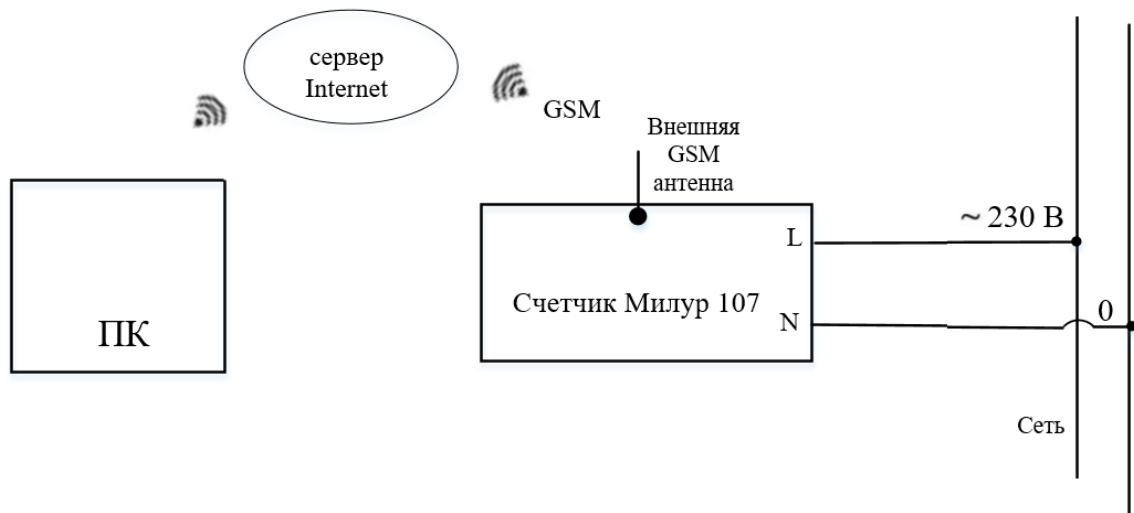 сервер
Internet
GSM
Внешняя
GSM
антенна
~ 230 В
L
Счетчик Милур 107
N
0
ПК
Сеть